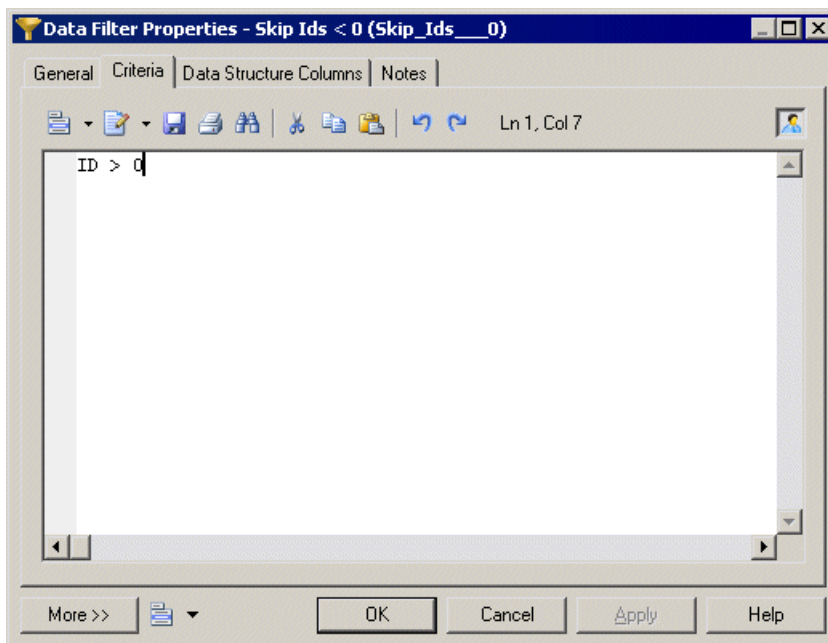 Data Filter Properties - Skip Ids < 0 (Skip_Ids___0)
General Criteria Data Structure Columns Notes
Ln 1, Col 7
ID > 0
More >> OK Cancel Apply Help